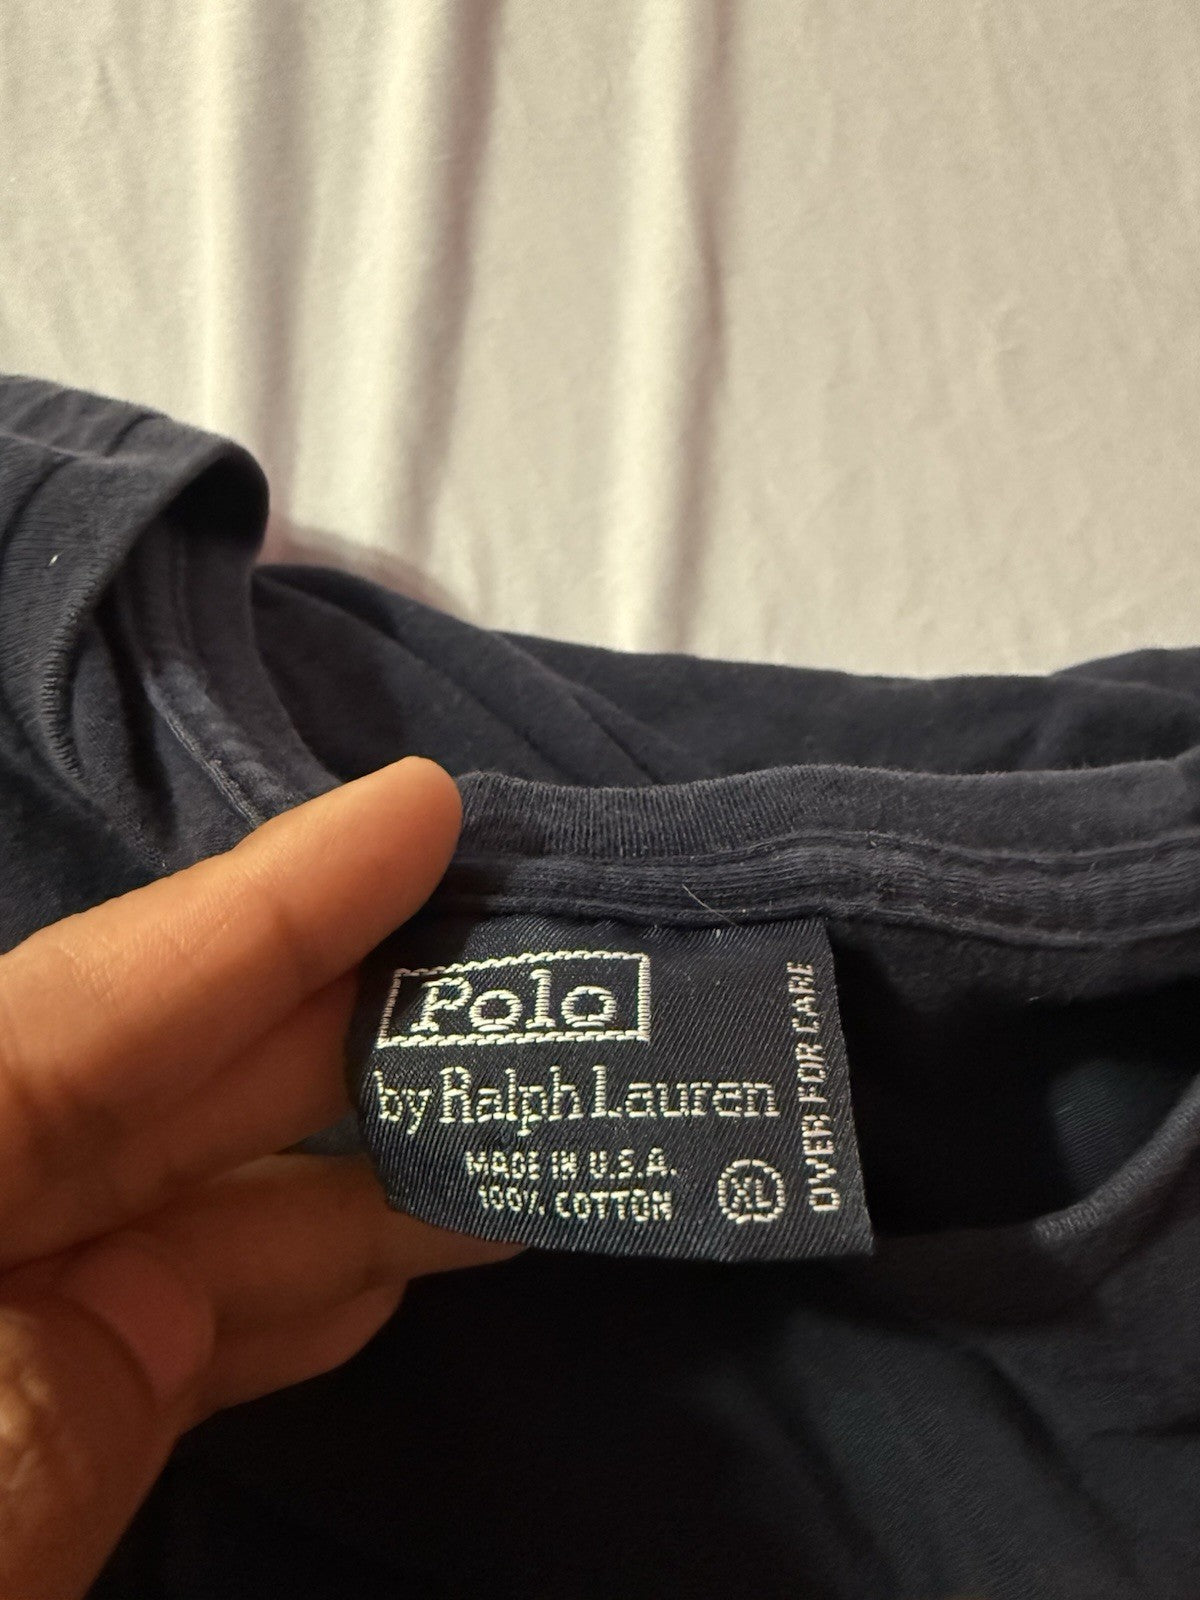 Polo
by Ralph Lauren
MADE IN U.S.A.
100% COTTON
XL
OVER FOR CARE